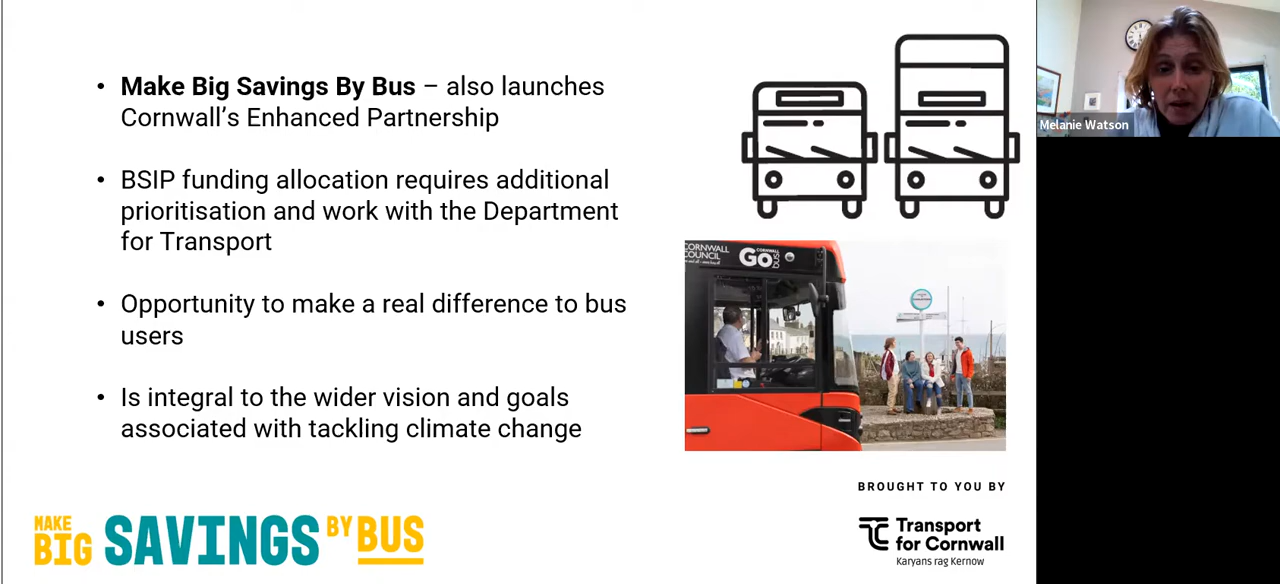 Make Big Savings By Bus – also launches
Cornwall's Enhanced Partnership
BSIP funding allocation requires additional
prioritisation and work with the Department
for Transport
Opportunity to make a real difference to bus
users
Is integral to the wider vision and goals
associated with tackling climate change
CORNWALL
COUNCIL
GO
CORNWALL
bus
MAKE
BIG SAVINGS BY BUS
BROUGHT TO YOU BY
Transport
for Cornwall
Karyans rag Kernow
Melanie Watson